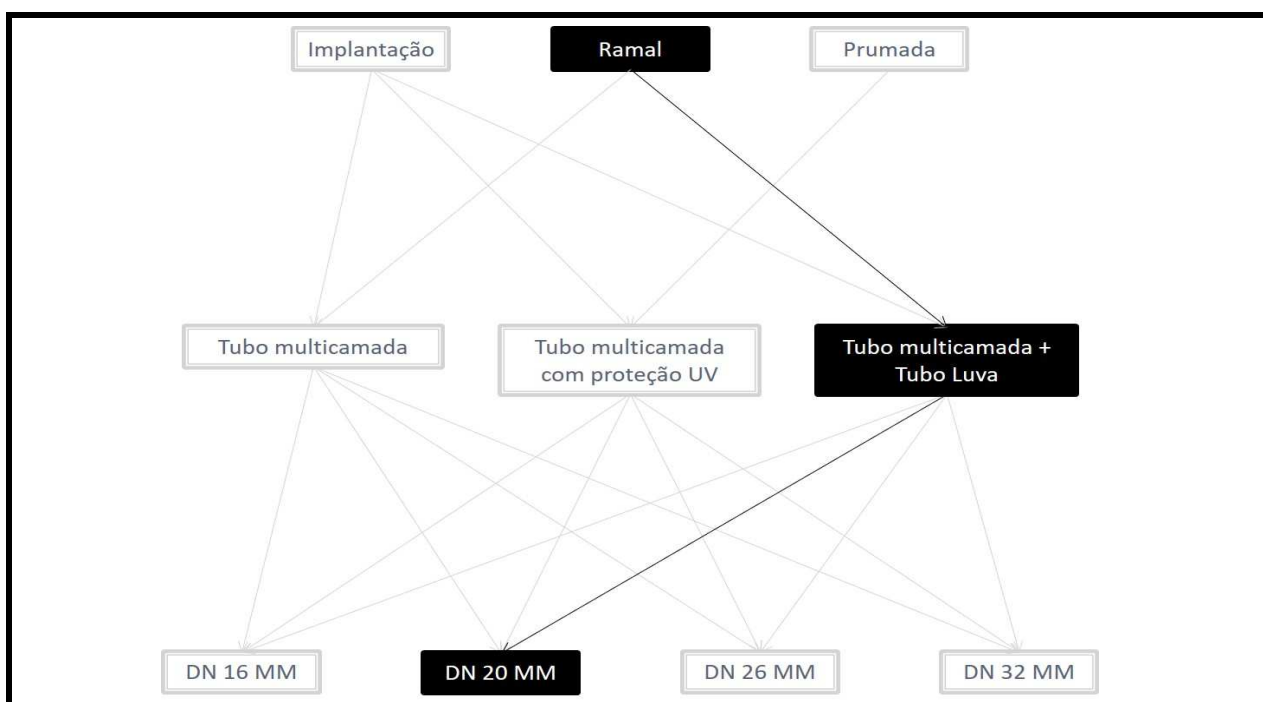 Implantação
Ramal
Prumada
Tubo multicamada
Tubo multicamada
com proteção UV
Tubo multicamada +
Tubo Luva
DN 16 MM
DN 20 MM
DN 26 MM
DN 32 MM